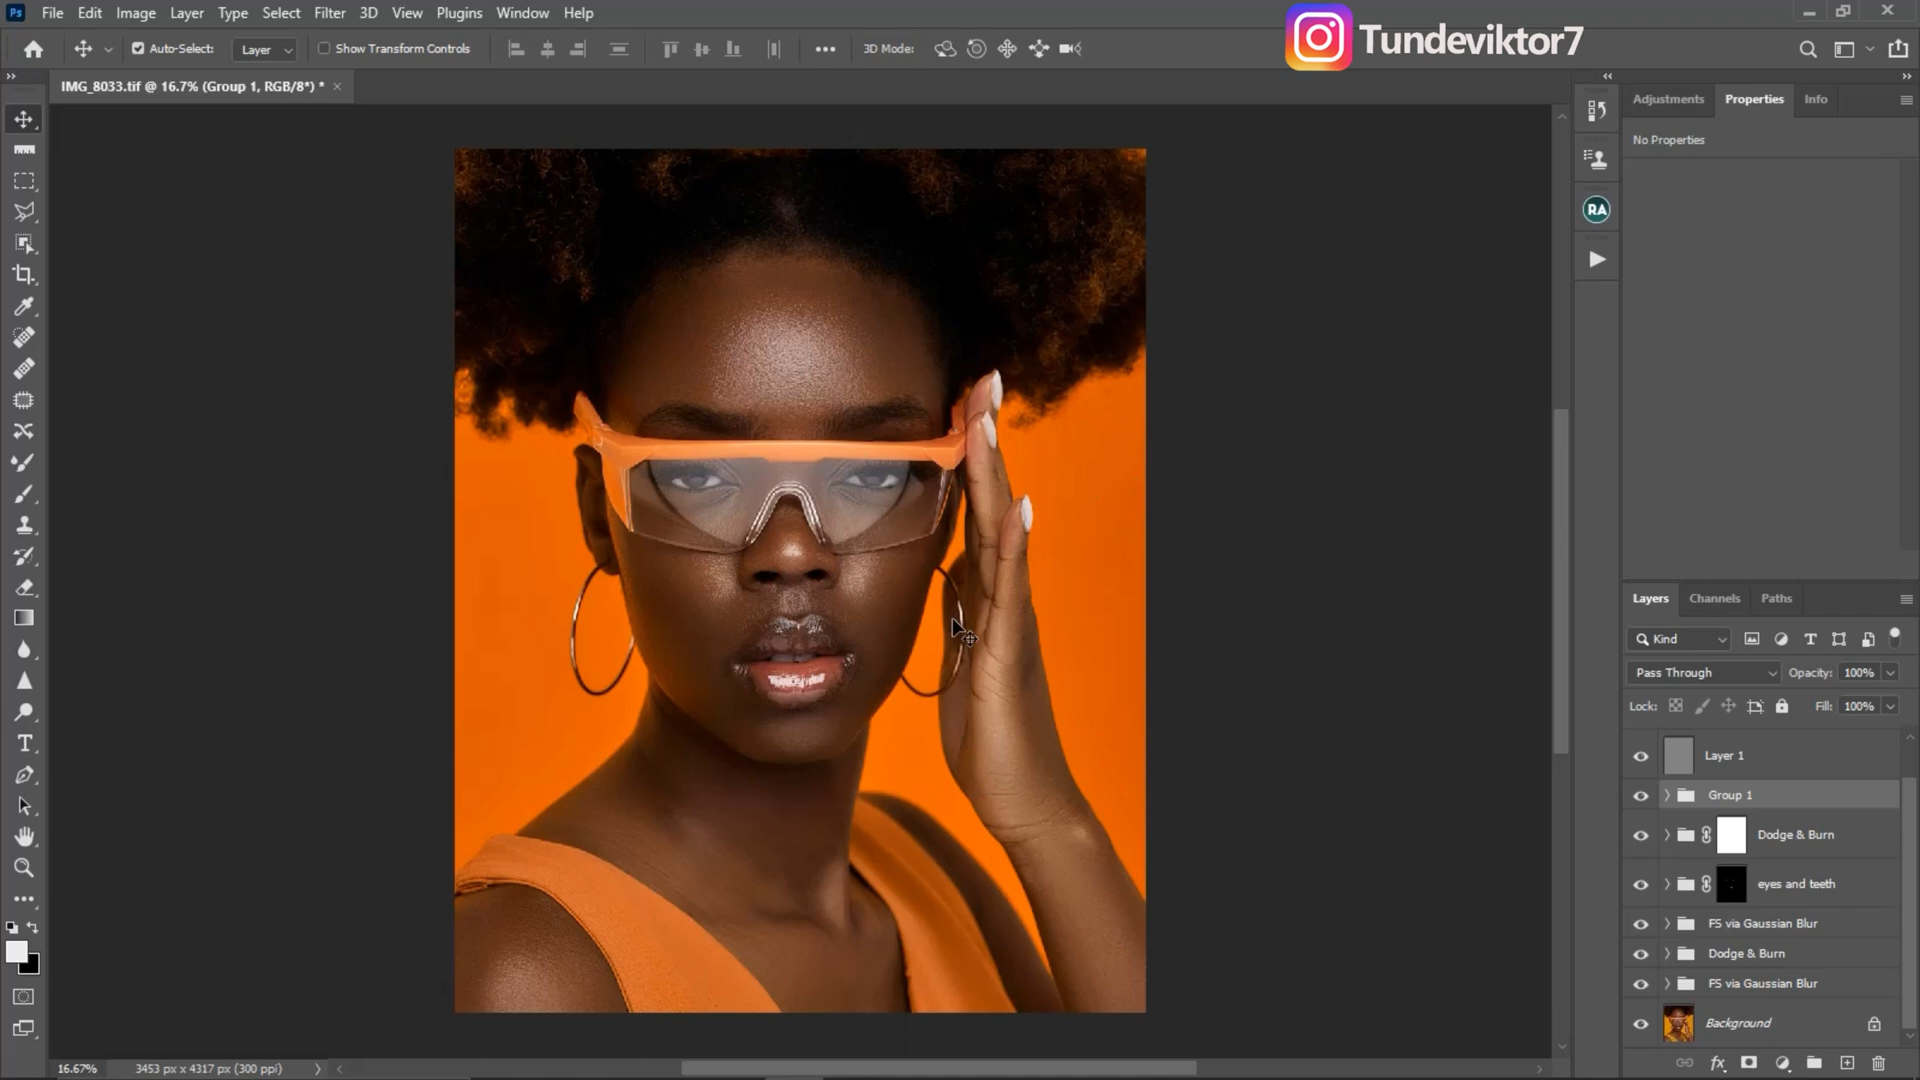 Ps File Edit Image Layer Type Select Filter 3D View Plugins Window Help
Tundeviktor7
Auto-Select: Layer Show Transform Controls 3D Mode:
IMG_8033.tif @ 16.7% (Group 1, RGB/8*) *
Adjustments Properties Info
No Properties
RA
Layers Channels Paths
Kind
Pass Through Opacity: 100%
Lock: Fill: 100%
Layer 1
Group 1
Dodge & Burn
eyes and teeth
FS via Gaussian Blur
Dodge & Burn
FS via Gaussian Blur
Background
16.67% 3453 px x 4317 px (300 ppi)